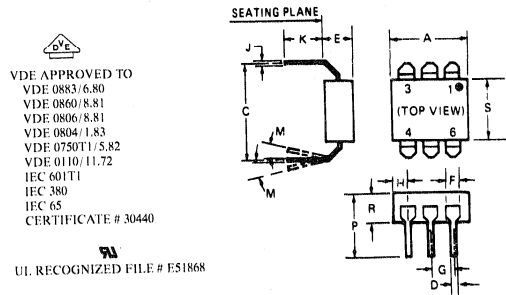 SEATING PLANE
K
E
A
J
C
M
M
3
1
(TOP VIEW)
4
6
S
H
F
R
P
G
D
VDE
VDE APPROVED TO
VDE 0883/6.80
VDE 0860/8.81
VDE 0806/8.81
VDE 0804/1.83
VDE 0750T1/5.82
VDE 0110/11.72
IEC 601T1
IEC 380
IEC 65
CERTIFICATE # 30440
UL RECOGNIZED FILE # E51868